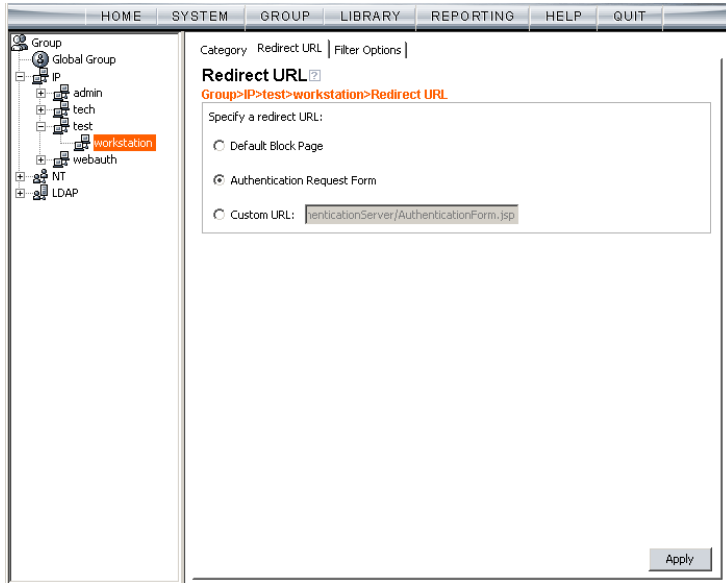 HOME SYSTEM GROUP LIBRARY REPORTING HELP QUIT
Group
Global Group
IP
admin
tech
test
workstation
webauth
NT
LDAP
Category Redirect URL Filter Options
Redirect URL ?
Group>IP>test>workstation>Redirect URL
Specify a redirect URL:
Default Block Page
Authentication Request Form
Custom URL: henticationServer/AuthenticationForm.jsp
Apply